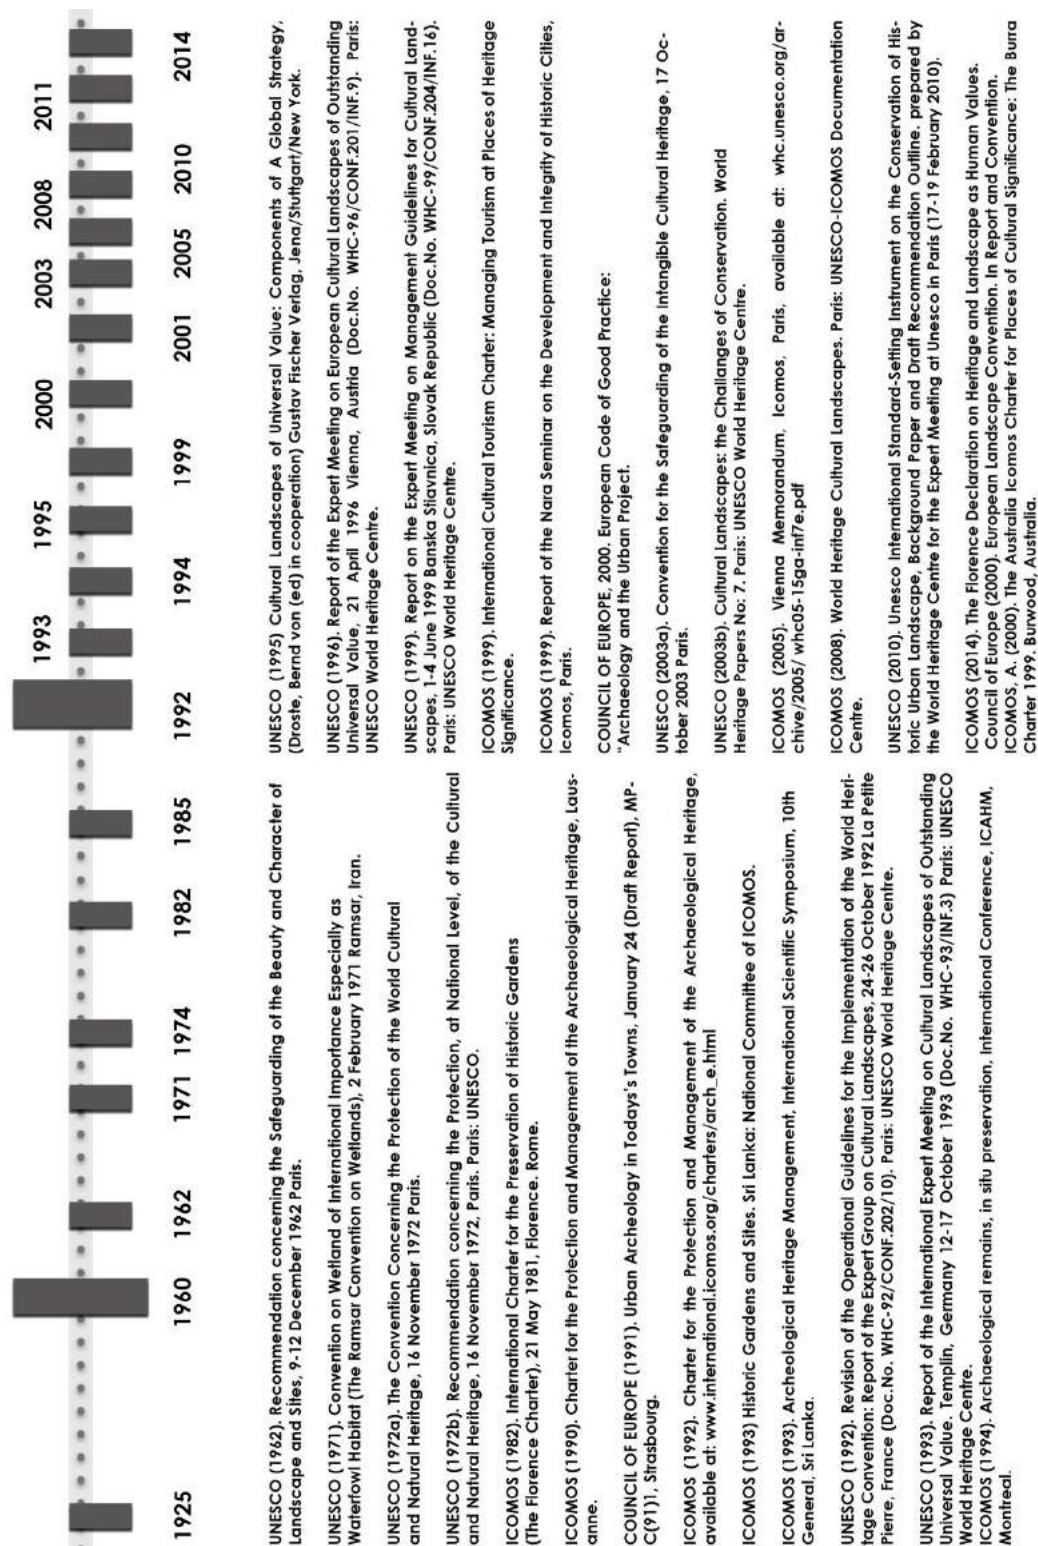 1925
1960
1962
1971
1974
1982
1985
1992
1993
1994
1995
1999
2000
2001
2003
2005
2008
2010
2011
2014
UNESCO (1962). Recommendation concerning the Safeguarding of the Beauty and Character of
Landscape and Sites, 9-12 December 1962 Paris.
UNESCO (1971). Convention on Wetland of International Importance Especially as
Waterfowl Habitat (The Ramsar Convention on Wetlands), 2 February 1971 Ramsar, Iran.
UNESCO (1972a). The Convention Concerning the Protection of the World Cultural
and Natural Heritage, 16 November 1972 Paris.
UNESCO (1972b). Recommendation concerning the Protection, at National Level, of the Cultural
and Natural Heritage, 16 November 1972, Paris. Paris: UNESCO.
ICOMOS (1982). International Charter for the Preservation of Historic Gardens
(The Florence Charter), 21 May 1981, Florence. Rome.
ICOMOS (1990). Charter for the Protection and Management of the Archaeological Heritage, Laus-
anne.
COUNCIL OF EUROPE (1991). Urban Archeology in Todays's Towns, January 24 (Draft Report), MP-
C(91)1, Strasbourg.
ICOMOS (1992). Charter for the Protection and Management of the Archaeological Heritage,
available at: www.international.icomos.org/charters/arch_e.html
ICOMOS (1993) Historic Gardens and Sites. Sri Lanka: National Committee of ICOMOS.
ICOMOS (1993). Archeological Heritage Management, International Scientific Symposium, 10th
General, Sri Lanka.
UNESCO (1992). Revision of the Operational Guidelines for the Implementation of the World Heri-
tage Convention: Report of the Expert Group on Cultural Landscapes, 24-26 October 1992 La Petite
Pierre, France (Doc.No. WHC-92/CONF.202/10). Paris: UNESCO World Heritage Centre.
UNESCO (1993). Report of the International Expert Meeting on Cultural Landscapes of Outstanding
Universal Value. Templin, Germany 12-17 October 1993 (Doc.No. WHC-93/INF.3) Paris: UNESCO
World Heritage Centre.
ICOMOS (1994). Archaeological remains, in situ preservation, International Conference, ICAHM,
Montreal.
UNESCO (1995) Cultural Landscapes of Universal Value: Components of A Global Strategy,
(Droste, Bernd von (ed) in cooperation) Gustav Fischer Verlag, Jena/Stuttgart/New York.
UNESCO (1996). Report of the Expert Meeting on European Cultural Landscapes of Outstanding
Universal Value, 21 April 1996 Vienna, Austria (Doc.No. WHC-96/CONF.201/INF.9). Paris:
UNESCO World Heritage Centre.
UNESCO (1999). Report on the Expert Meeting on Management Guidelines for Cultural Land-
scapes, 1-4 June 1999 Banska Stiavnica, Slovak Republic (Doc.No. WHC-99/CONF.204/INF.16).
Paris: UNESCO World Heritage Centre.
ICOMOS (1999). International Cultural Tourism Charter: Managing Tourism at Places of Heritage
Significance.
ICOMOS (1999). Report of the Nara Seminar on the Development and Integrity of Historic Cities,
Icomos, Paris.
COUNCIL OF EUROPE, 2000. European Code of Good Practice:
"Archaeology and the Urban Project.
UNESCO (2003a). Convention for the Safeguarding of the Intangible Cultural Heritage, 17 Oc-
tober 2003 Paris.
UNESCO (2003b). Cultural Landscapes: the Challanges of Conservation. World
Heritage Papers No: 7. Paris: UNESCO World Heritage Centre.
ICOMOS (2005). Vienna Memorandum, Icomos, Paris, available at: whc.unesco.org/ar-
chive/2005/ whc05-15ga-inf7e.pdf
ICOMOS (2008). World Heritage Cultural Landscapes. Paris: UNESCO-ICOMOS Documentation
Centre.
UNESCO (2010). Unesco International Standard-Setting Instrument on the Conservation of His-
toric Urban Landscape, Background Paper and Draft Recommendation Outline. prepared by
the World Heritage Centre for the Expert Meeting at Unesco in Paris (17-19 February 2010).
ICOMOS (2014). The Florence Declaration on Heritage and Landscape as Human Values.
Council of Europe (2000). European Landscape Convention. In Report and Convention.
ICOMOS, A. (2000). The Australia Icomos Charter for Places of Cultural Significance: The Burra
Charter 1999. Burwood, Australia.